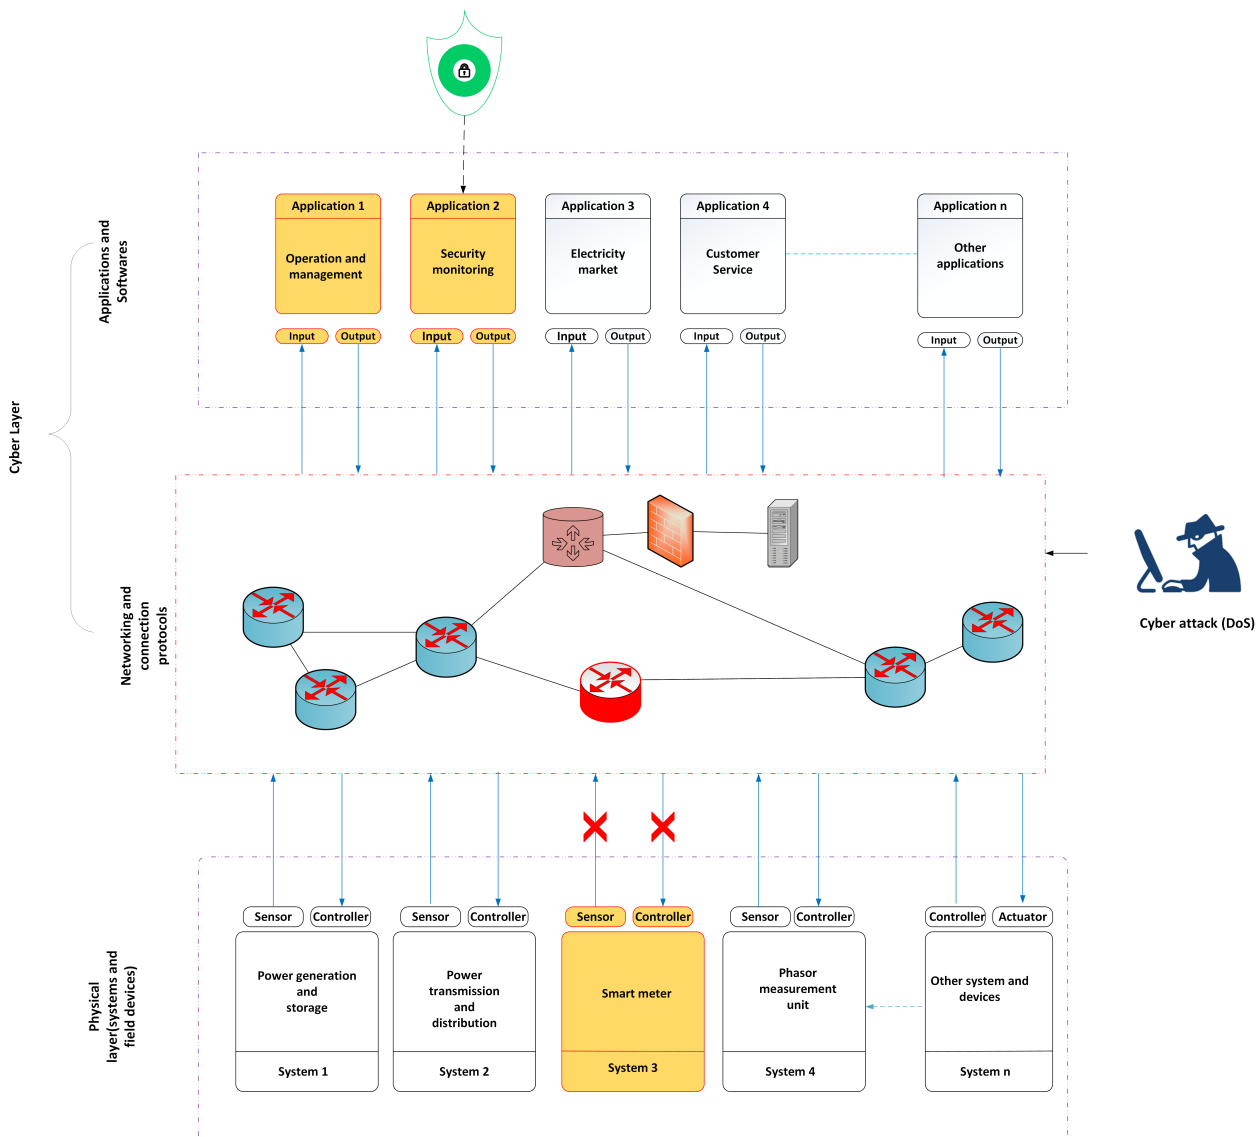 Application 1
Application 2
Application 3
Application 4
Application n
Operation and
management
Security
monitoring
Electricity
market
Customer
Service
Other
applications
Input
Output
Input
Output
Input
Output
Input
Output
Input
Output
Applications and
Softwares
Cyber Layer
Networking and
connection
protocols
Cyber attack (DoS)
Sensor
Controller
Sensor
Controller
Sensor
Controller
Sensor
Controller
Controller
Actuator
Power generation
and
storage
Power
transmission
and
distribution
Smart meter
Phasor
measurement
unit
Other system and
devices
System 1
System 2
System 3
System 4
System n
Physical
layer(systems and
field devices)